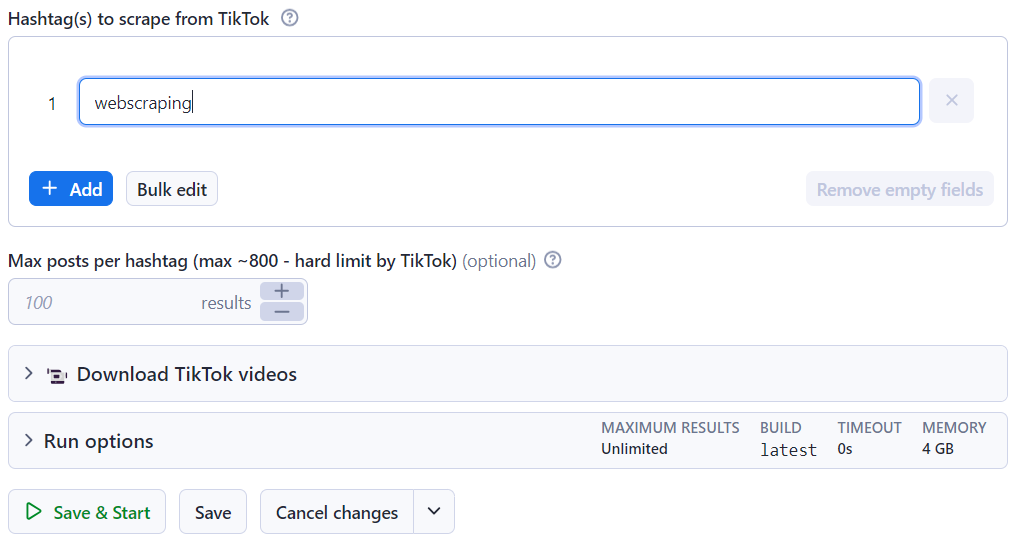 Hashtag(s) to scrape from TikTok ?
1 webscraping
+ Add Bulk edit Remove empty fields
Max posts per hashtag (max ~800 - hard limit by TikTok) (optional) ?
100 results
Download TikTok videos
Run options MAXIMUM RESULTS BUILD TIMEOUT MEMORY
Unlimited latest 0s 4 GB
Save & Start Save Cancel changes